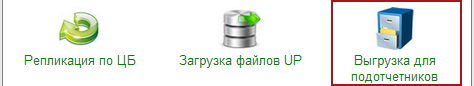 Репликация по ЦБ
Загрузка файлов UP
Выгрузка для
подотчетников